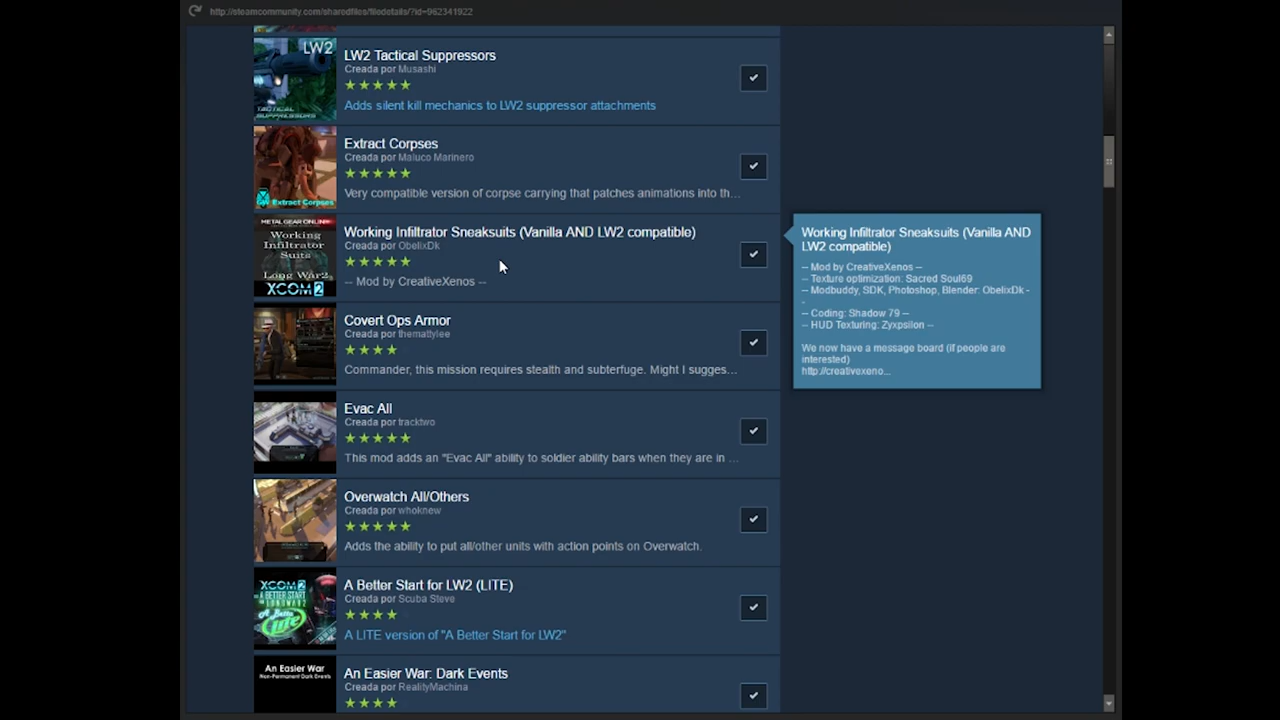 http://steamcommunity.com/sharedfiles/filedetails/?id=962341922
LW2
TACTICAL
SUPPRESSORS
LW2 Tactical Suppressors
Creada por Musashi
Adds silent kill mechanics to LW2 suppressor attachments
Extract Corpses
Extract Corpses
Creada por Maluco Marinero
Very compatible version of corpse carrying that patches animations into th...
METAL GEAR ONLINE
Working
Infiltrator
Suits
Long War2
XCOM 2
Working Infiltrator Sneaksuits (Vanilla AND LW2 compatible)
Creada por ObelixDk
-- Mod by CreativeXenos --
Working Infiltrator Sneaksuits (Vanilla AND
LW2 compatible)
-- Mod by CreativeXenos --
-- Texture optimization: Sacred Soul69
-- Modbuddy, SDK, Photoshop, Blender: ObelixDk -
-
-- Coding: Shadow 79 --
-- HUD Texturing: Zyxpsilon --
We now have a message board (if people are
interested)
http://creativexeno...
Covert Ops Armor
Creada por themattylee
Commander, this mission requires stealth and subterfuge. Might I sugges...
Evac All
Creada por tracktwo
This mod adds an "Evac All" ability to soldier ability bars when they are in ...
Overwatch All/Others
Creada por whoknew
Adds the ability to put all/other units with action points on Overwatch.
XCOM 2
A BETTER START
A Better Start for LW2 (LITE)
Creada por Scuba Steve
A LITE version of "A Better Start for LW2"
An Easier War
Non-Permanent Dark Events
An Easier War: Dark Events
Creada por RealityMachina